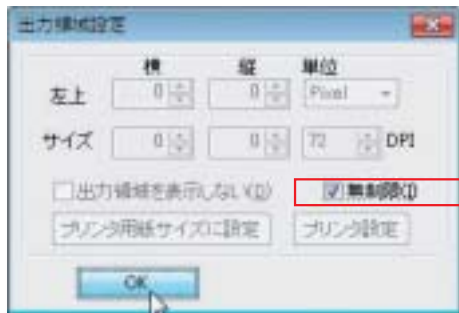 出力領域設定
横 縦 単位
左上 0 0 Pixel
サイズ 0 0 72 DPI
出力領域を表示しない(D) 無制限(I)
プリンタ用紙サイズに設定 プリンタ設定
OK